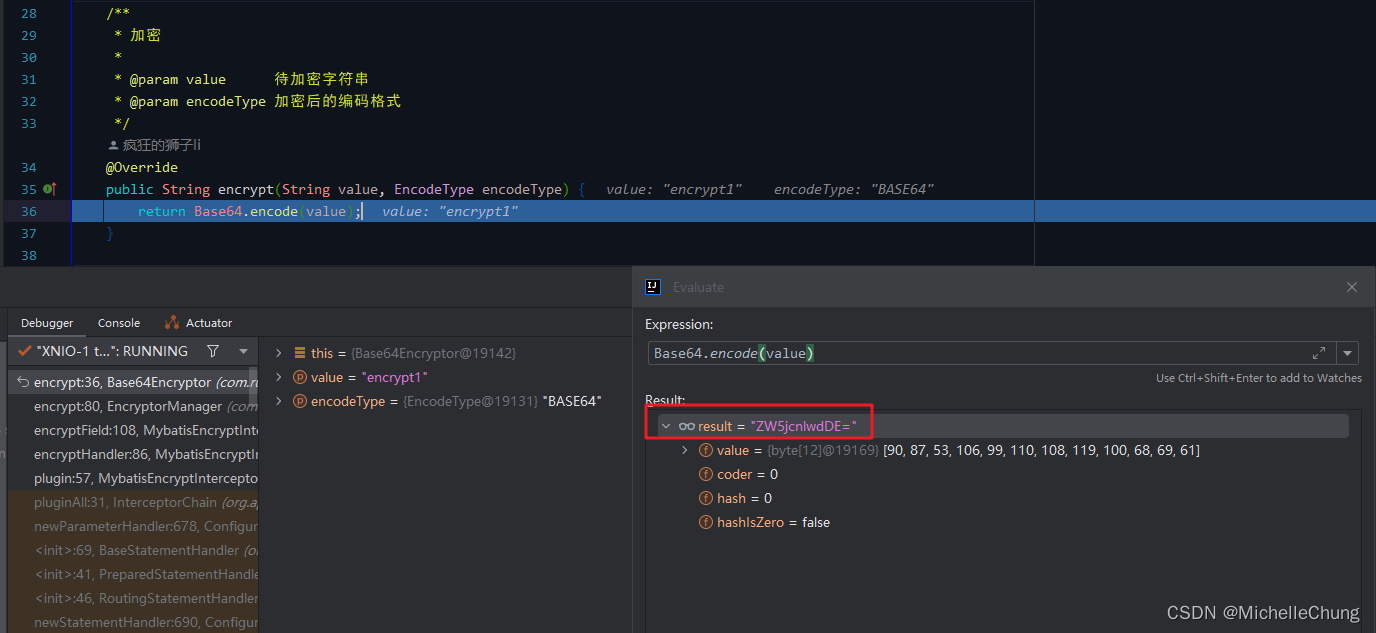 28 /**
29 * 加密
30 *
31 * @param value 待加密字符串
32 * @param encodeType 加密后的编码格式
33 */
疯狂的狮子li
34 @Override
35 public String encrypt(String value, EncodeType encodeType) { value: "encrypt1" encodeType: "BASE64"
36 return Base64.encode(value); value: "encrypt1"
37 }
38
Evaluate
Debugger Console Actuator
Expression:
"XNIO-1 t...": RUNNING
this = {Base64Encryptor@19142}
Base64.encode(value)
value = "encrypt1"
Use Ctrl+Shift+Enter to add to Watches
encrypt:36, Base64Encryptor (com.ru
encodeType = {EncodeType@19131} "BASE64"
Result:
encrypt:80, EncryptorManager (com
result = "ZW5jcnlwdDE="
encryptField:108, MybatisEncryptInte
value = {byte[12]@19169} [90, 87, 53, 106, 99, 110, 108, 119, 100, 68, 69, 61]
encryptHandler:86, MybatisEncryptIn
coder = 0
plugin:57, MybatisEncryptIntercepto
hash = 0
pluginAll:31, InterceptorChain (org.a
hashIsZero = false
newParameterHandler:678, Configur
<init>:69, BaseStatementHandler (o
<init>:41, PreparedStatementHandle
<init>:46, RoutingStatementHandler
newStatementHandler:690, Configur
CSDN @MichelleChung